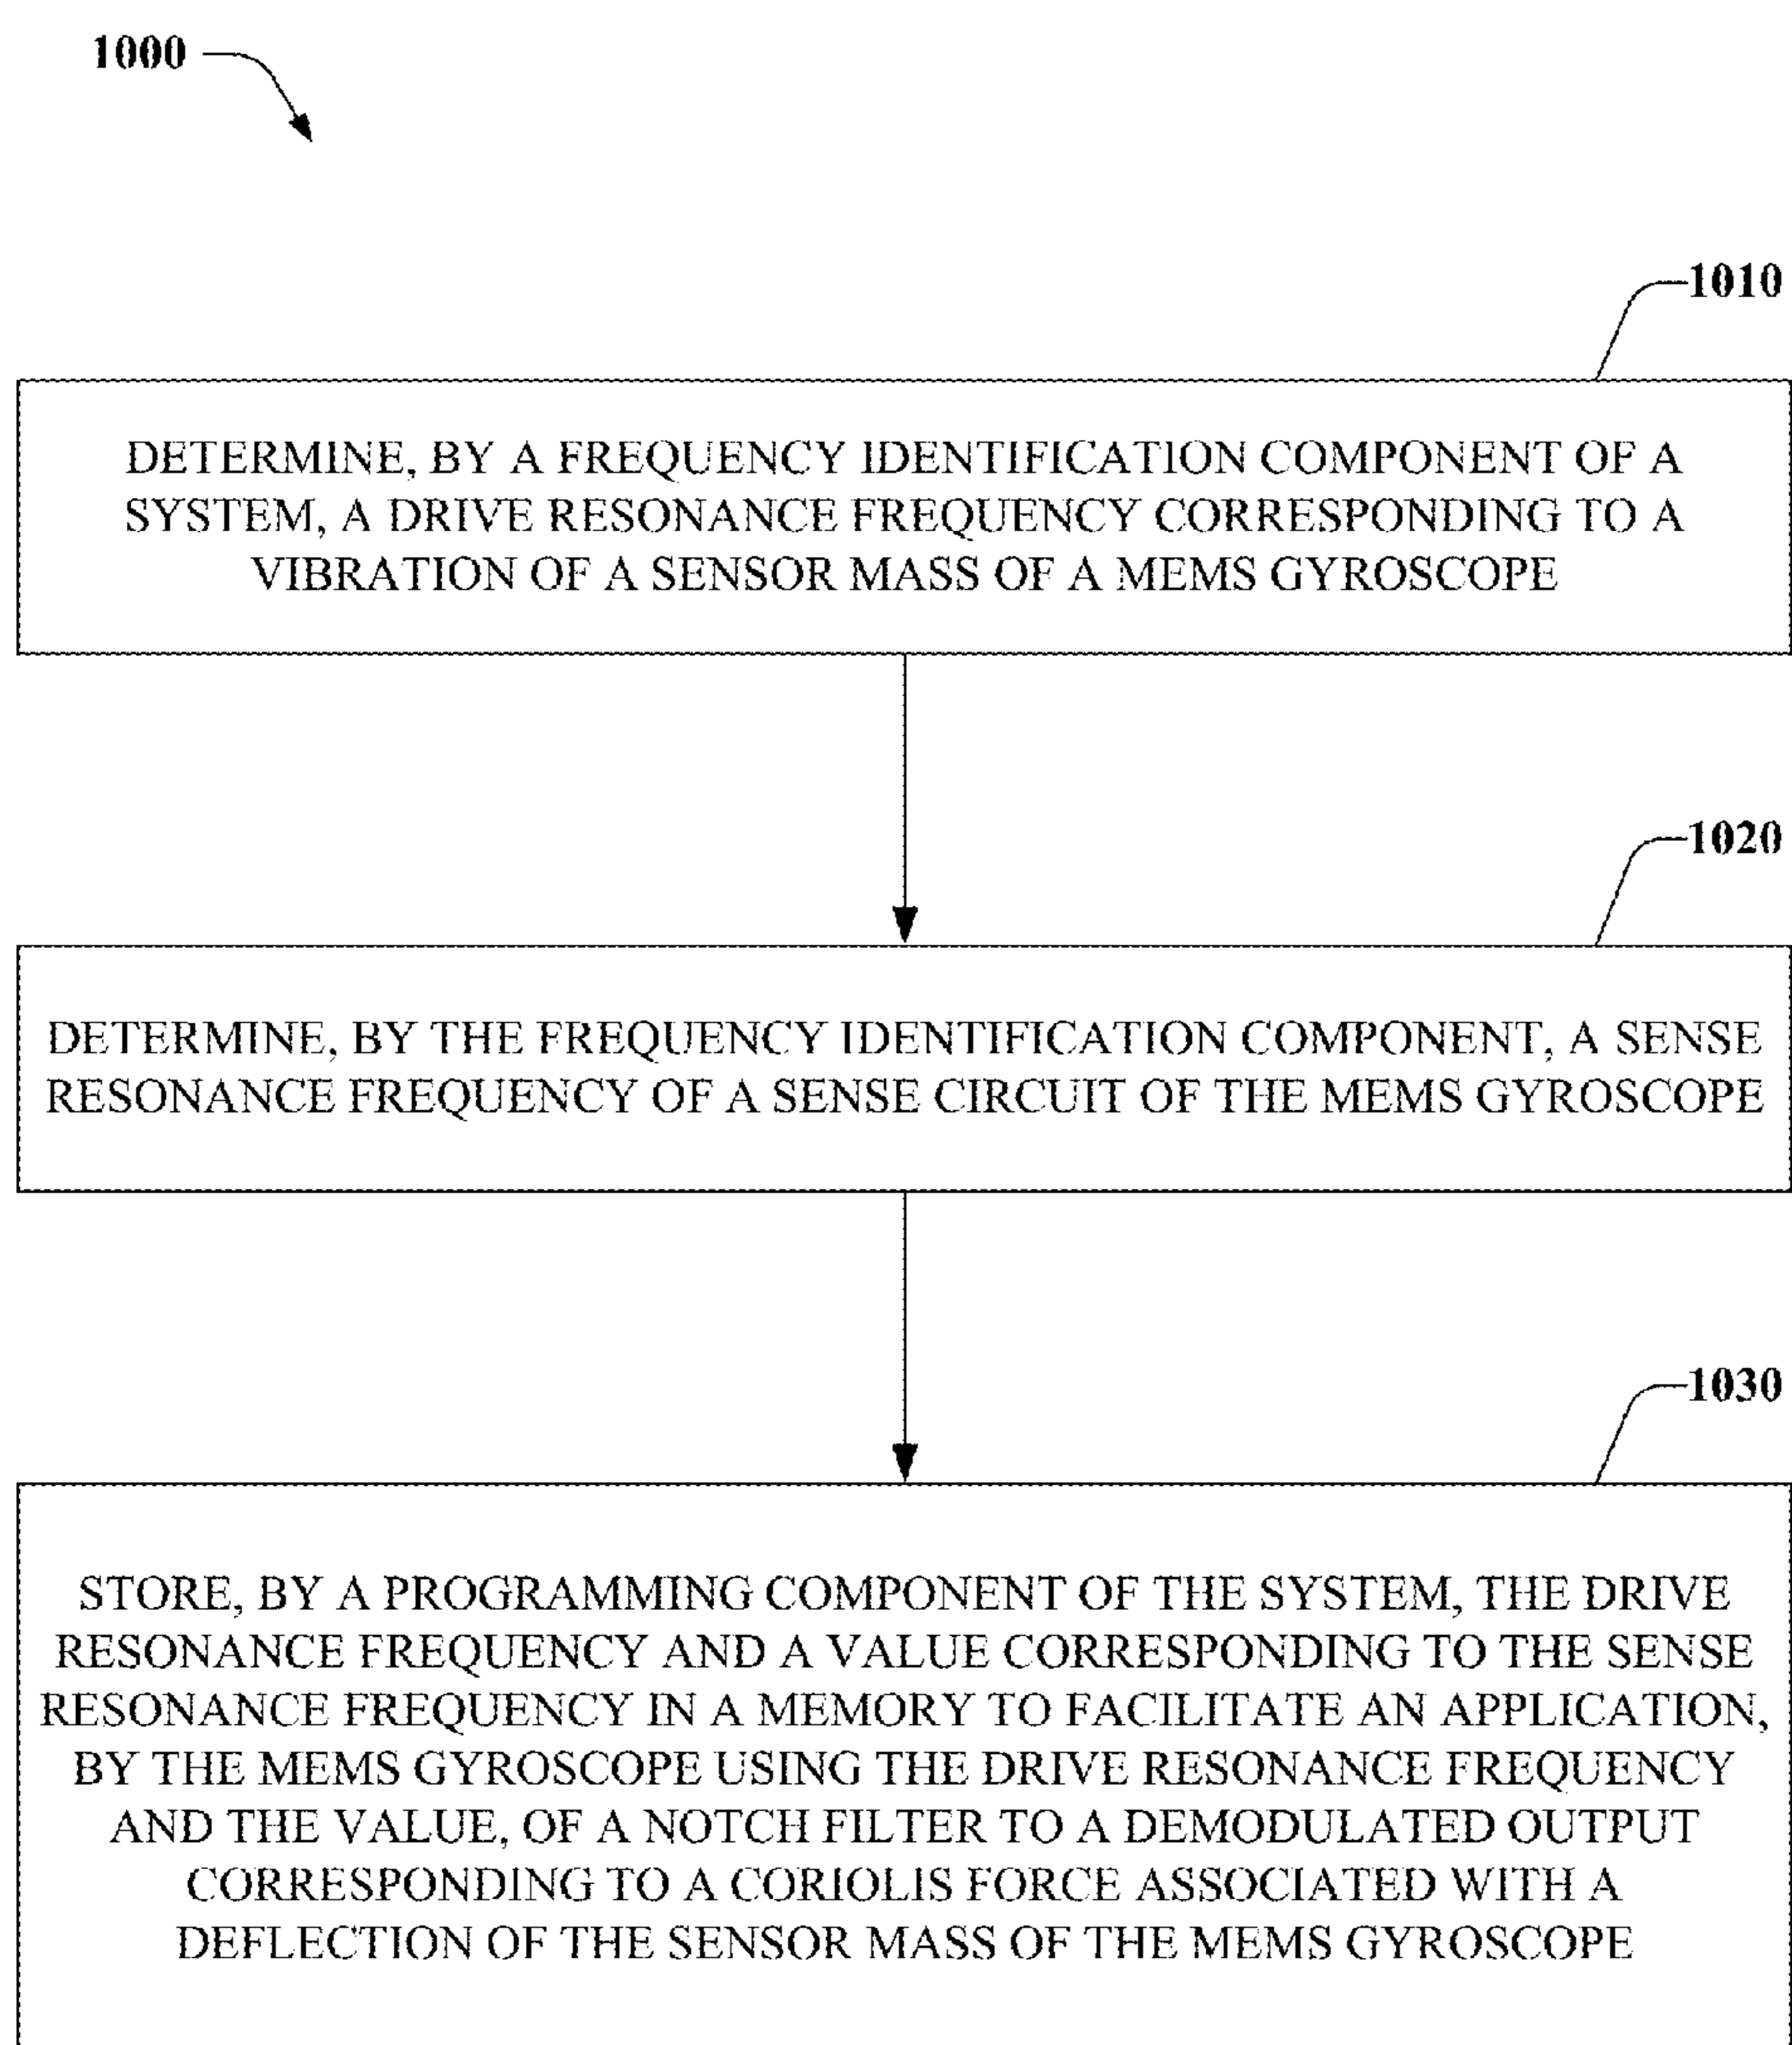 1000
1010
DETERMINE, BY A FREQUENCY IDENTIFICATION COMPONENT OF A
SYSTEM, A DRIVE RESONANCE FREQUENCY CORRESPONDING TO A
VIBRATION OF A SENSOR MASS OF A MEMS GYROSCOPE
1020
DETERMINE, BY THE FREQUENCY IDENTIFICATION COMPONENT, A SENSE
RESONANCE FREQUENCY OF A SENSE CIRCUIT OF THE MEMS GYROSCOPE
1030
STORE, BY A PROGRAMMING COMPONENT OF THE SYSTEM, THE DRIVE
RESONANCE FREQUENCY AND A VALUE CORRESPONDING TO THE SENSE
RESONANCE FREQUENCY IN A MEMORY TO FACILITATE AN APPLICATION,
BY THE MEMS GYROSCOPE USING THE DRIVE RESONANCE FREQUENCY
AND THE VALUE, OF A NOTCH FILTER TO A DEMODULATED OUTPUT
CORRESPONDING TO A CORIOLIS FORCE ASSOCIATED WITH A
DEFLECTION OF THE SENSOR MASS OF THE MEMS GYROSCOPE